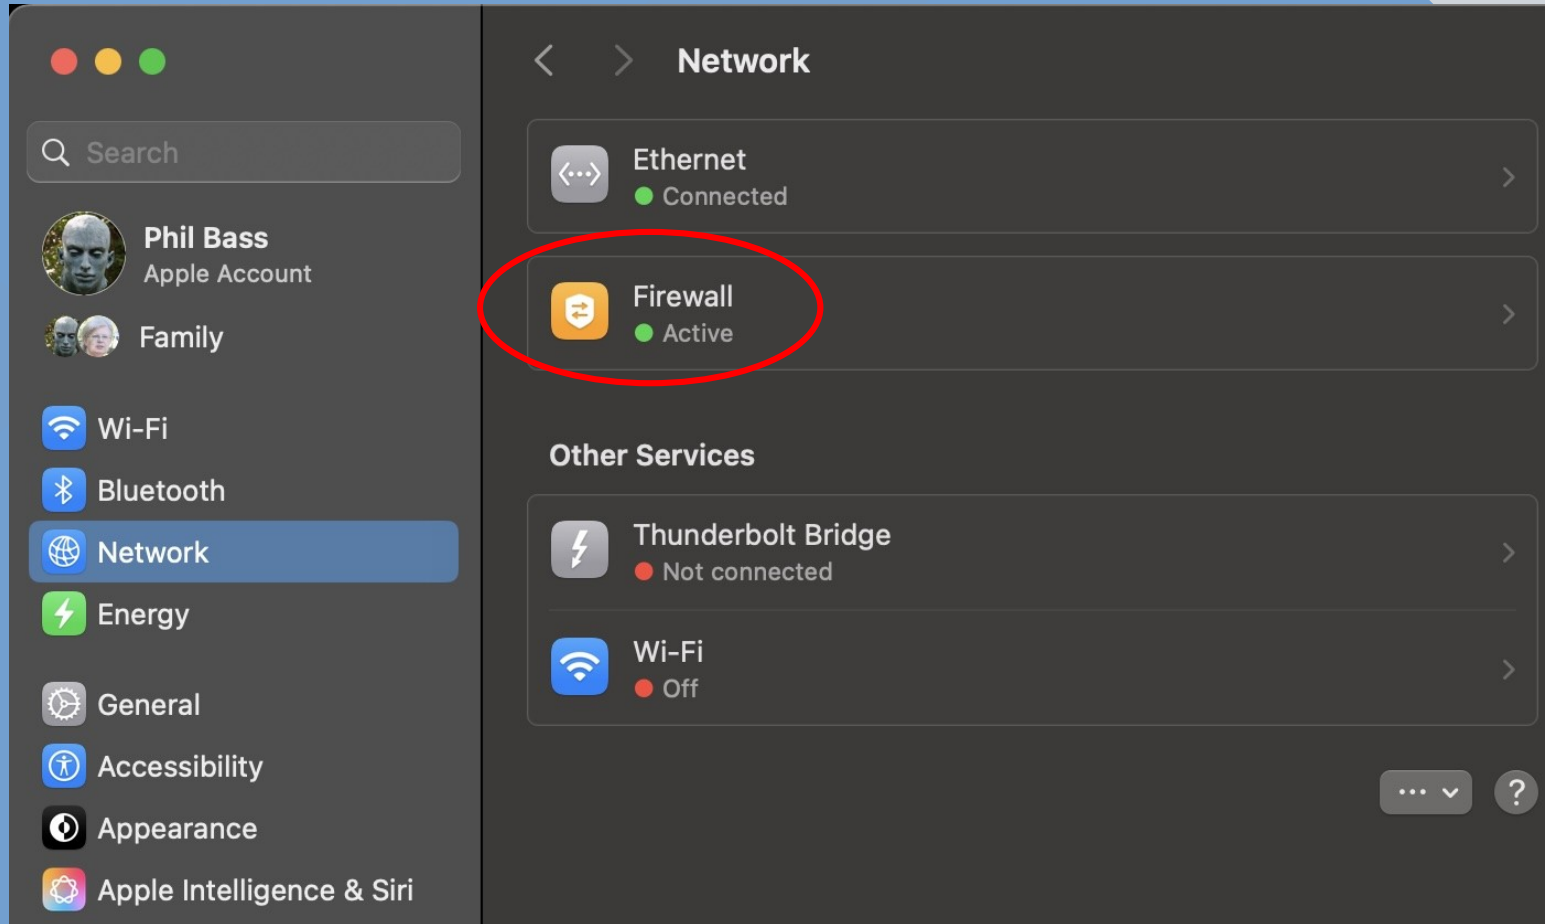 Search
Phil Bass
Apple Account
Family
Wi-Fi
Bluetooth
Network
Energy
General
Accessibility
Appearance
Apple Intelligence & Siri
Network
Ethernet
Connected
Firewall
Active
Other Services
Thunderbolt Bridge
Not connected
Wi-Fi
Off
?